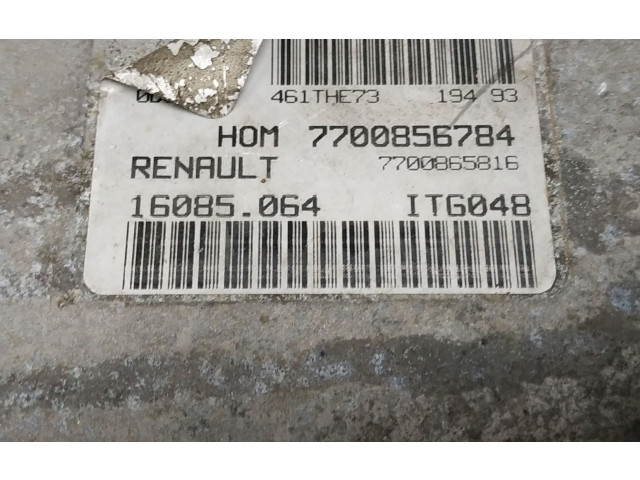 461THE73 194 93
HOM 7700856784
RENAULT 7700865816
16085.064 ITG048